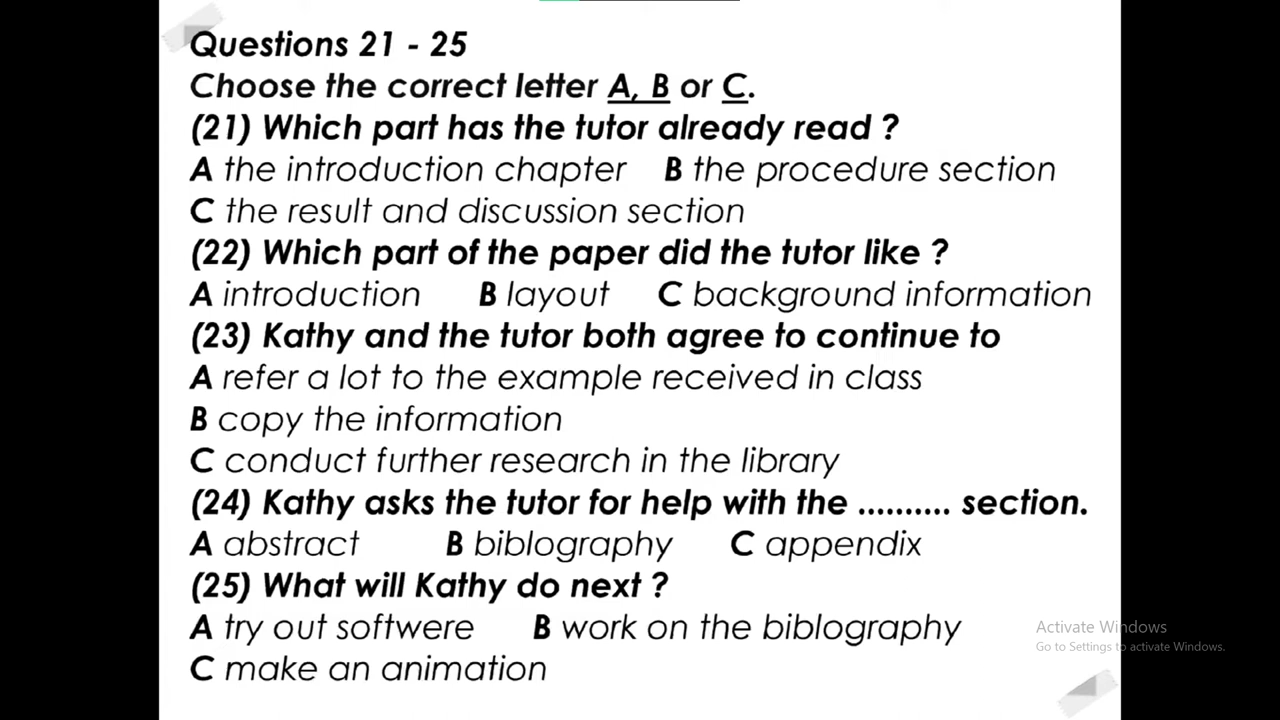 Questions 21 - 25
Choose the correct letter A, B or C.
(21) Which part has the tutor already read ?
A the introduction chapter B the procedure section
C the result and discussion section
(22) Which part of the paper did the tutor like ?
A introduction B layout C background information
(23) Kathy and the tutor both agree to continue to
A refer a lot to the example received in class
B copy the information
C conduct further research in the library
(24) Kathy asks the tutor for help with the .......... section.
A abstract B biblography C appendix
(25) What will Kathy do next ?
A try out softwere B work on the biblography
C make an animation
Activate Windows
Go to Settings to activate Windows.